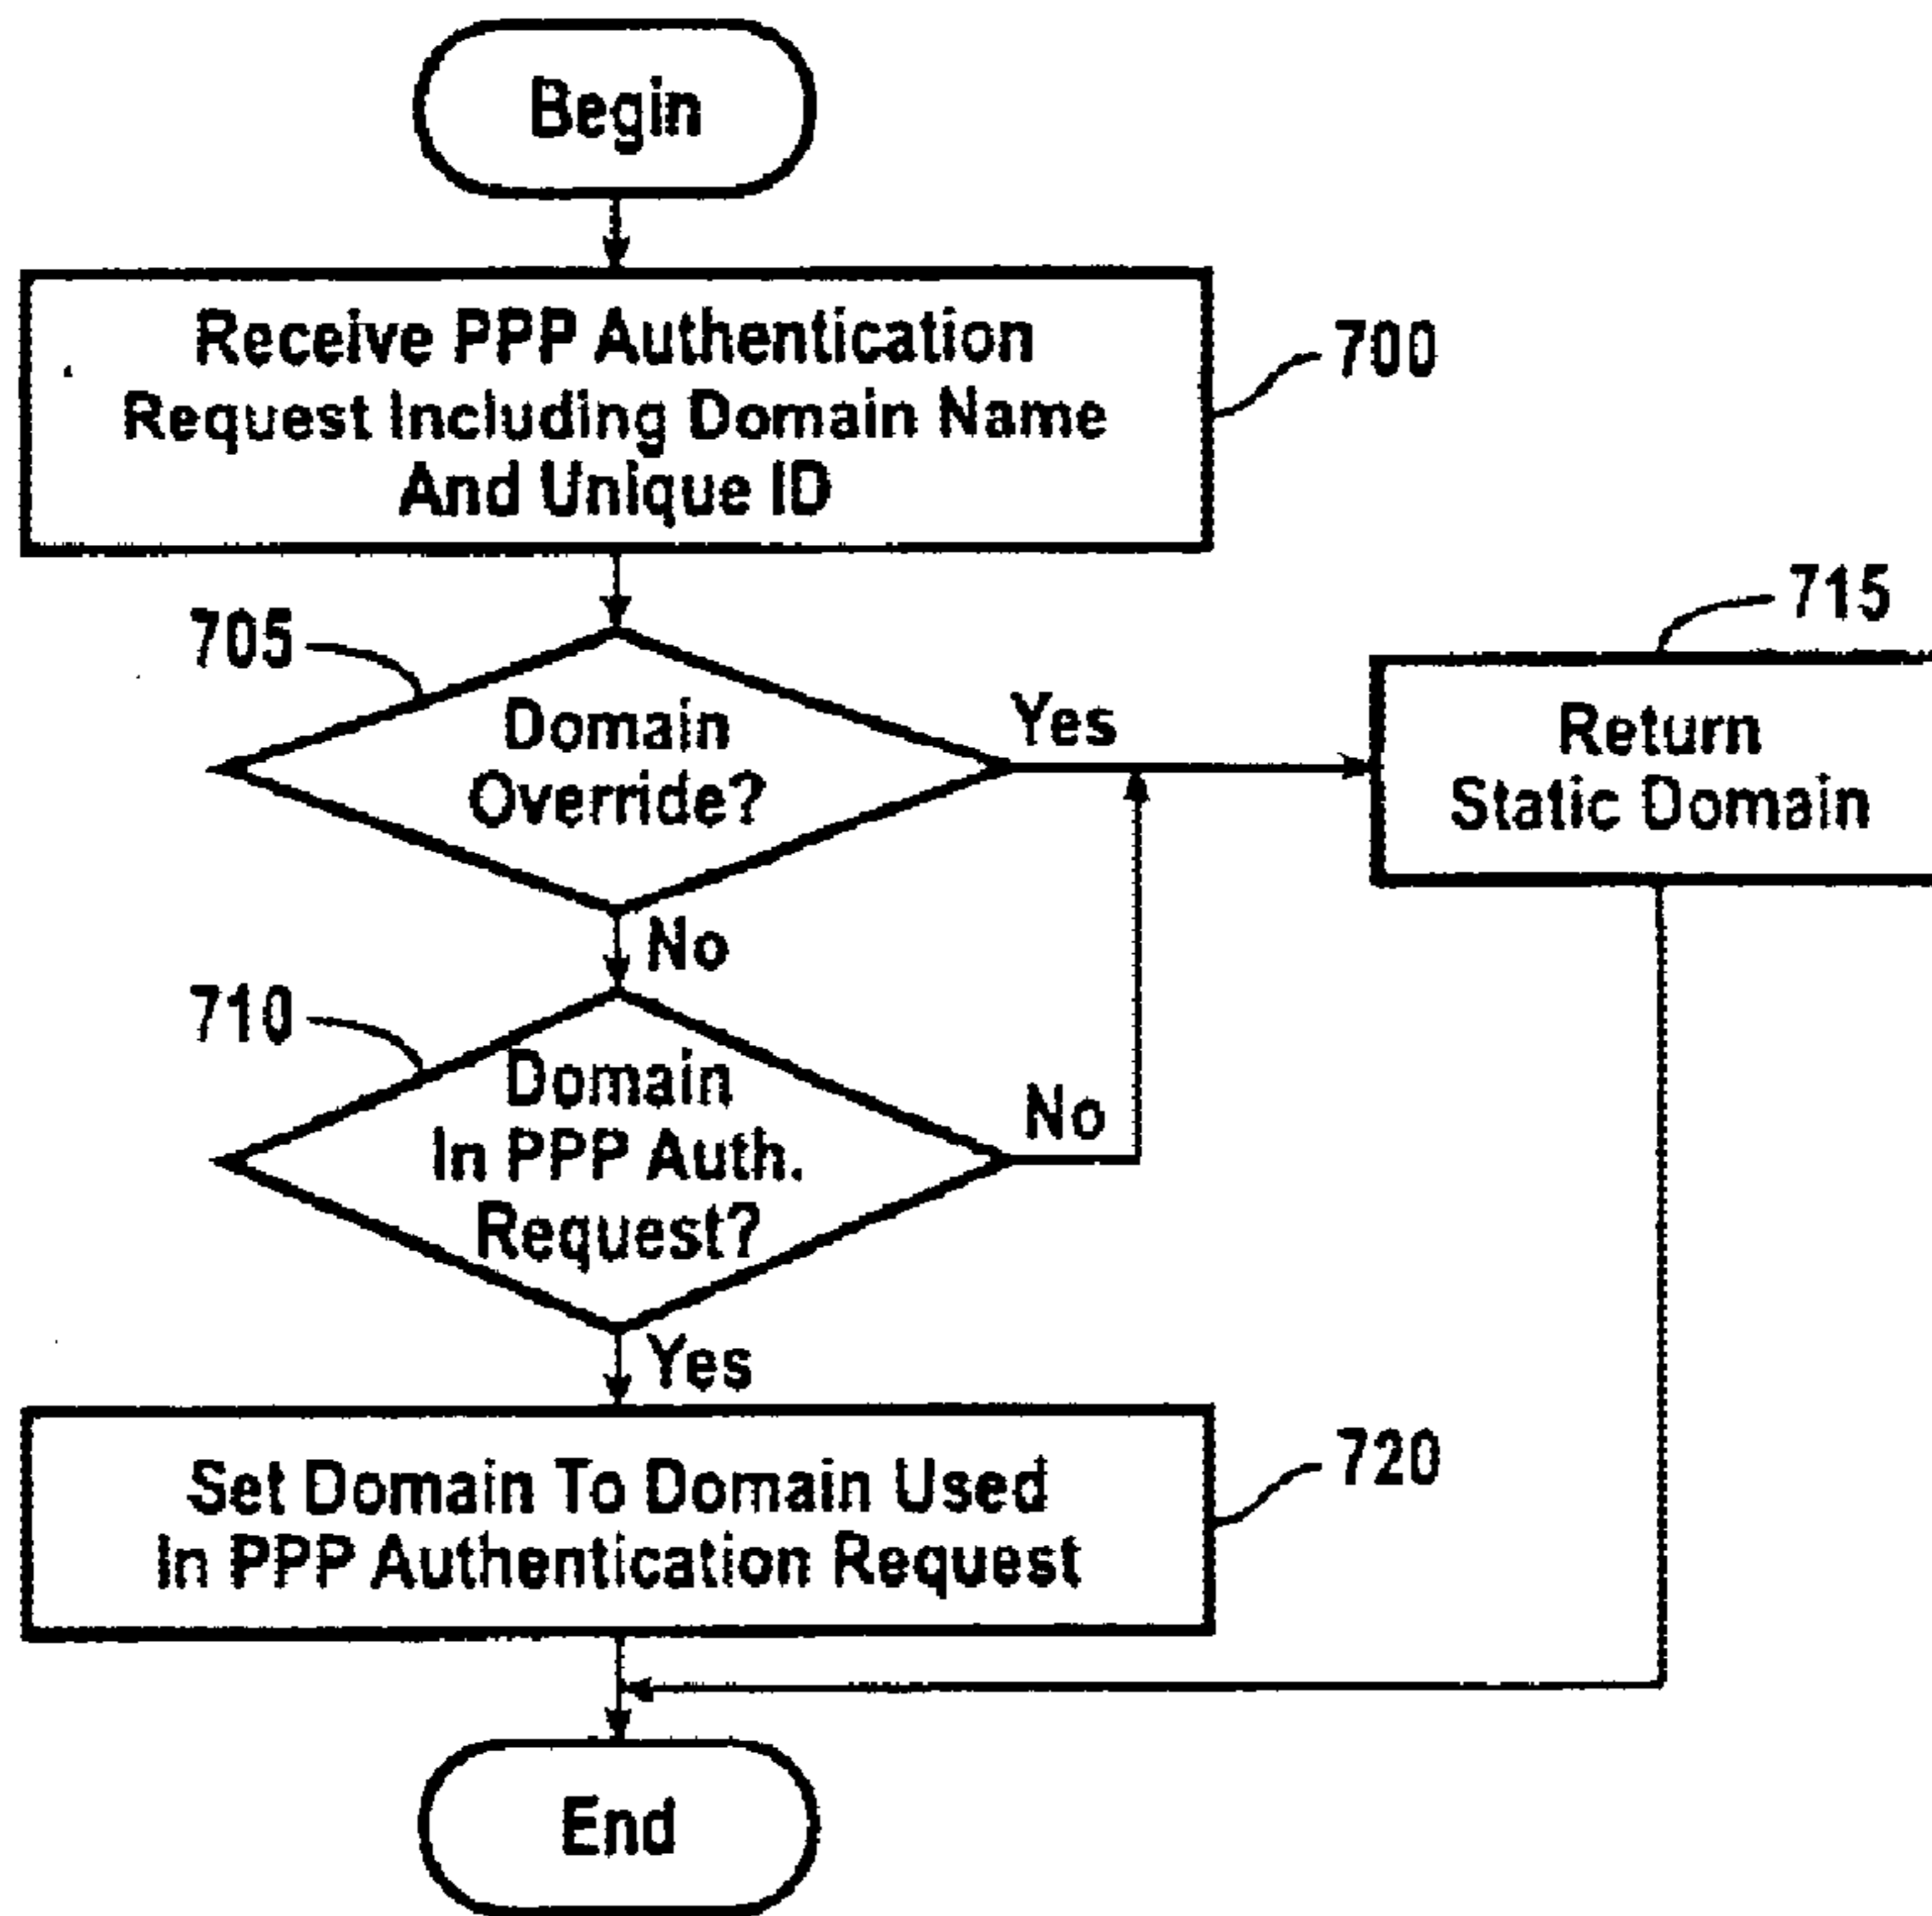 Begin
Receive PPP Authentication
Request Including Domain Name
And Unique ID
700
705
Domain
Override?
Yes
715
Return
Static Domain
No
710
Domain
In PPP Auth.
Request?
No
Yes
Set Domain To Domain Used
In PPP Authentication Request
720
End